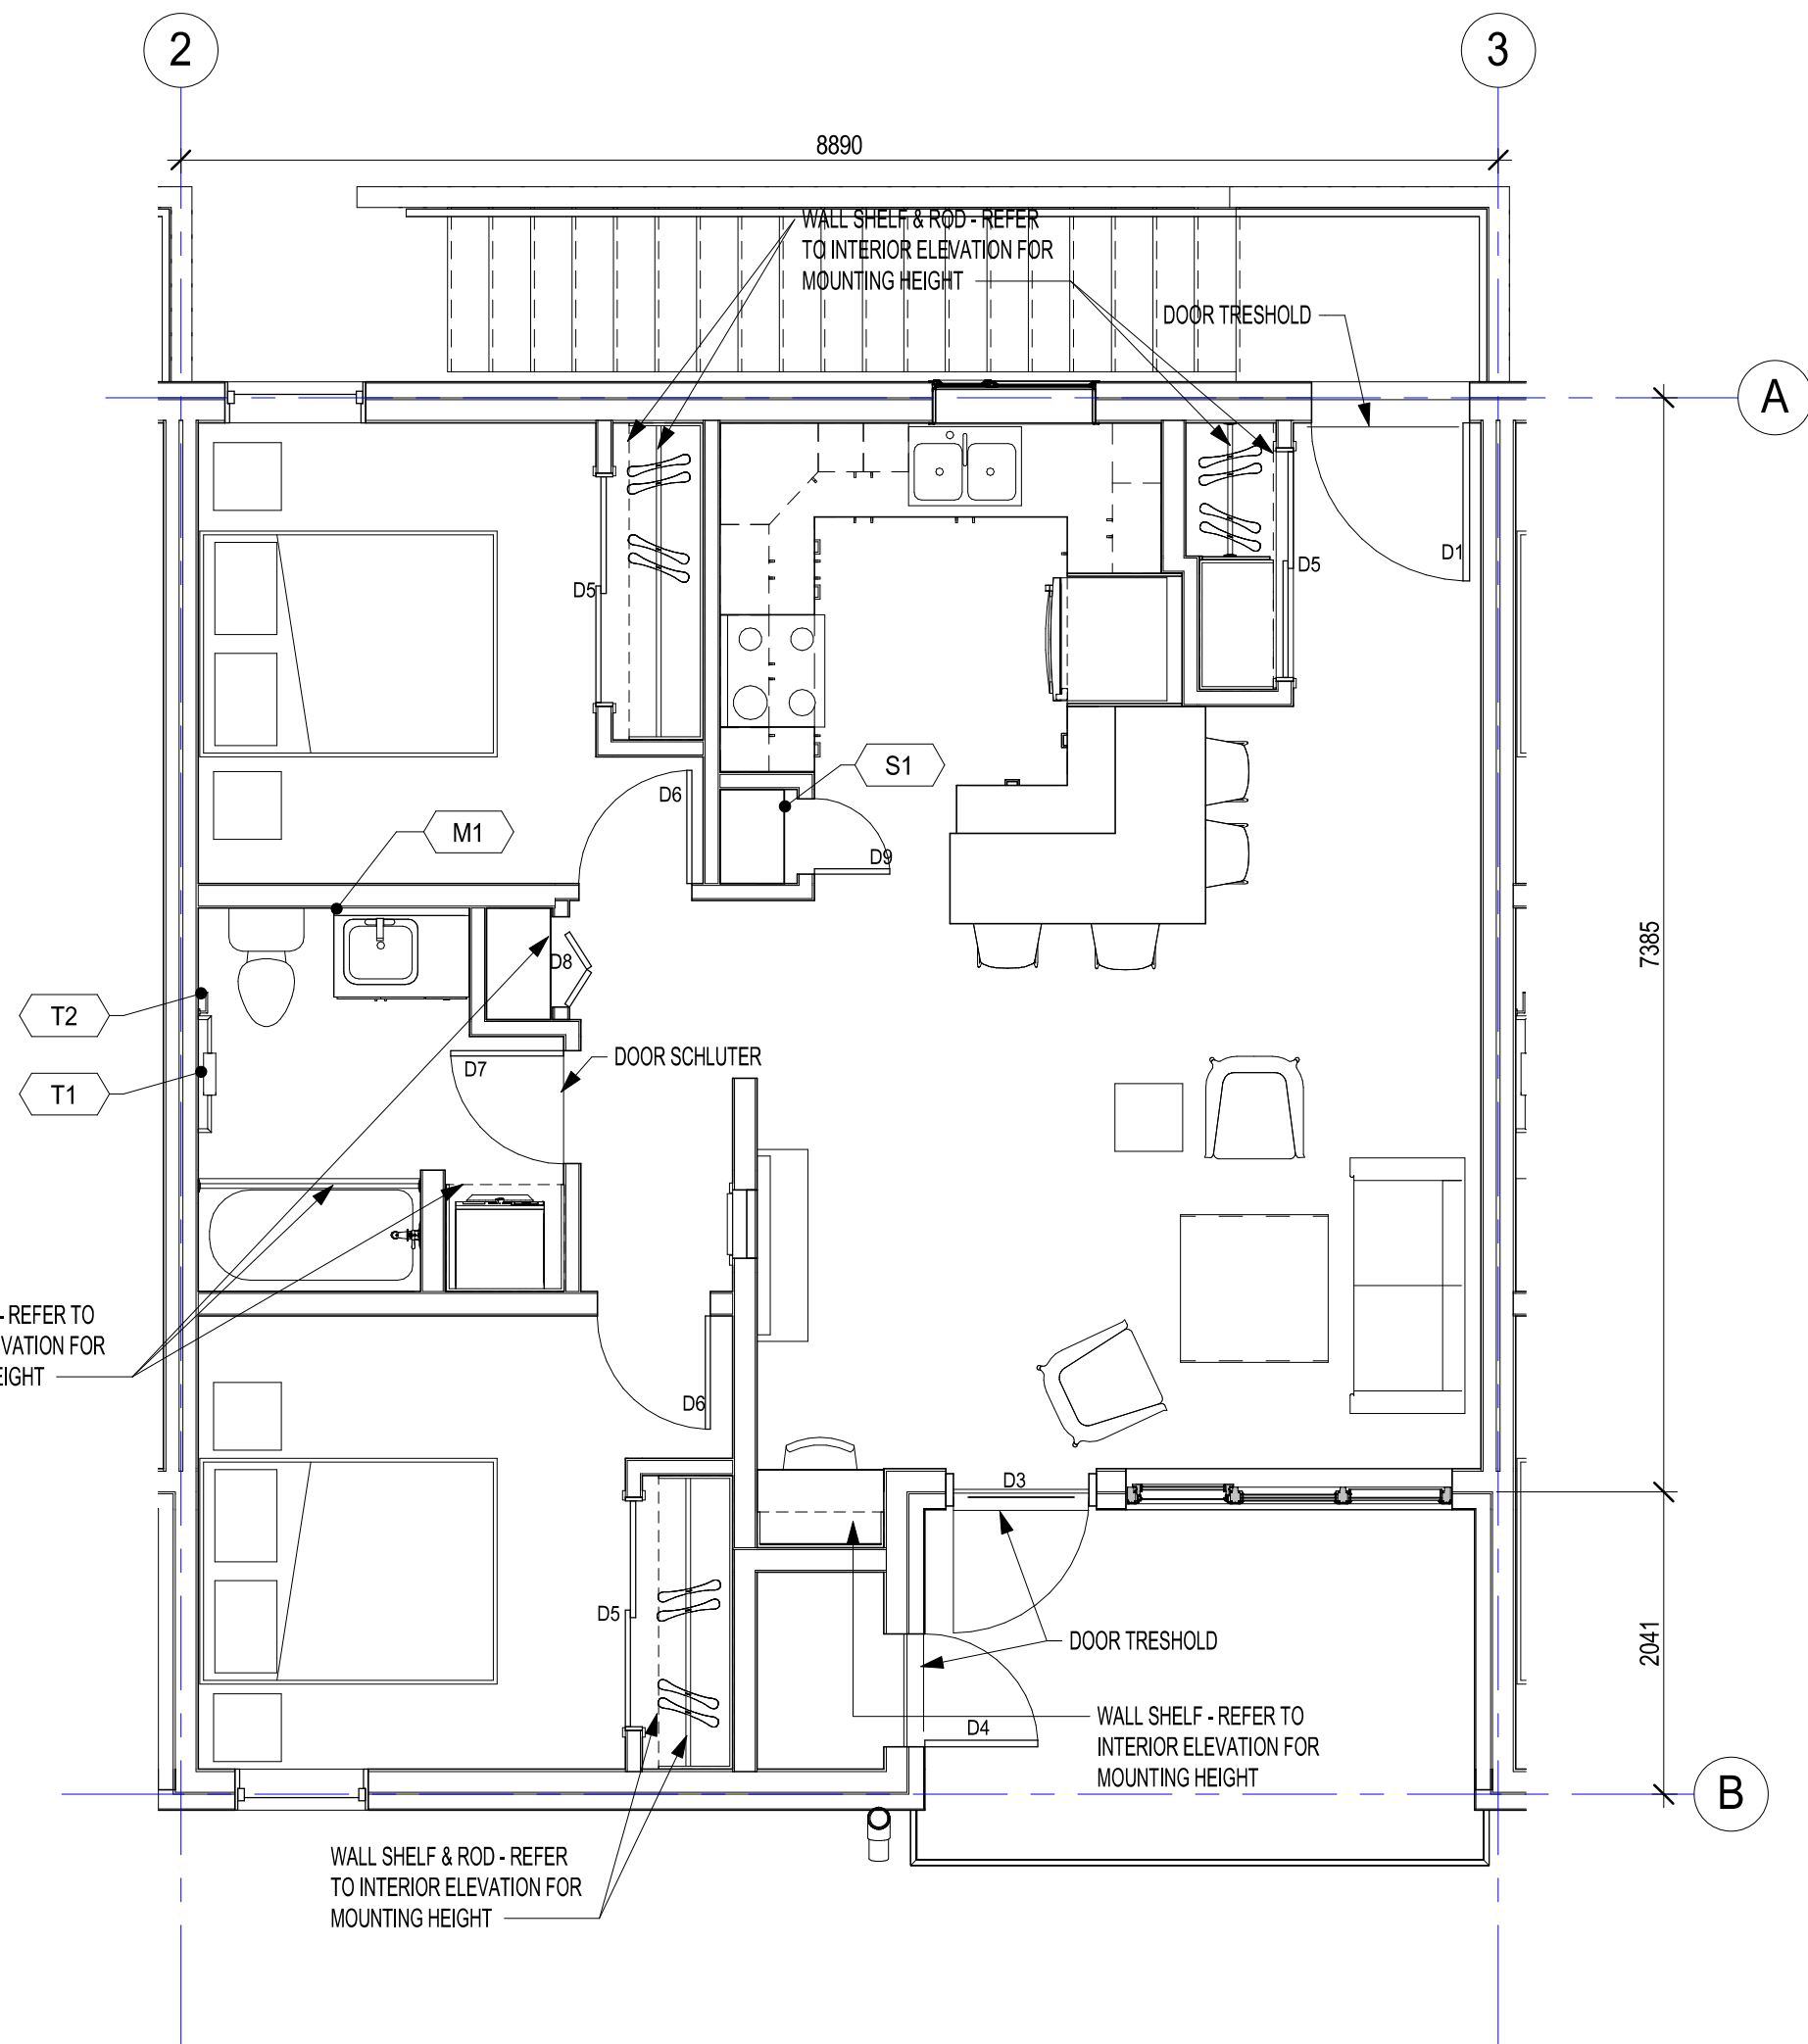 2
3
8890
WALL SHELF & ROD - REFER
TO INTERIOR ELEVATION FOR
MOUNTING HEIGHT
DOOR TRESHOLD
A
D1
D5
D5
S1
D6
M1
D9
7385
D8
T2
DOOR SCHLUTER
D7
T1
- REFER TO
EVATION FOR
EIGHT
D6
D3
D5
DOOR TRESHOLD
2041
WALL SHELF - REFER TO
INTERIOR ELEVATION FOR
MOUNTING HEIGHT
D4
B
WALL SHELF & ROD - REFER
TO INTERIOR ELEVATION FOR
MOUNTING HEIGHT